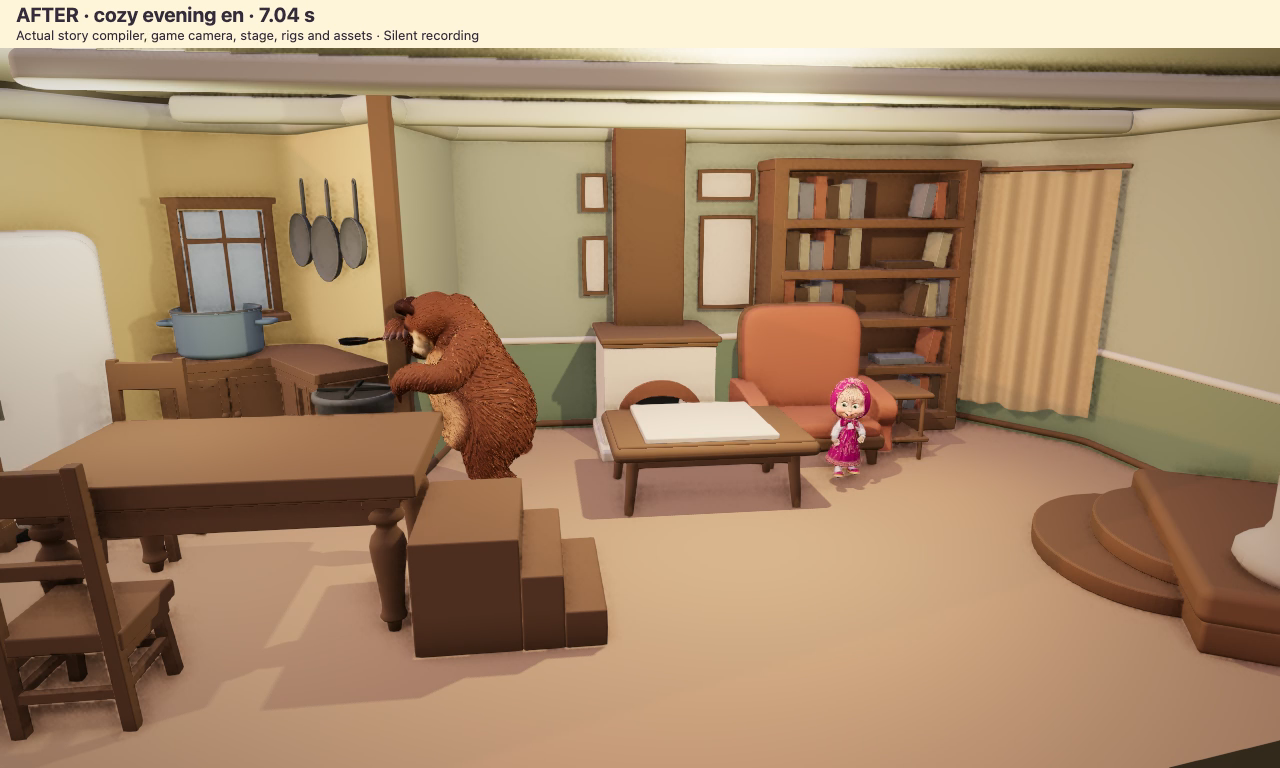 AFTER · cozy evening en · 7.04 s
Actual story compiler, game camera, stage, rigs and assets · Silent recording